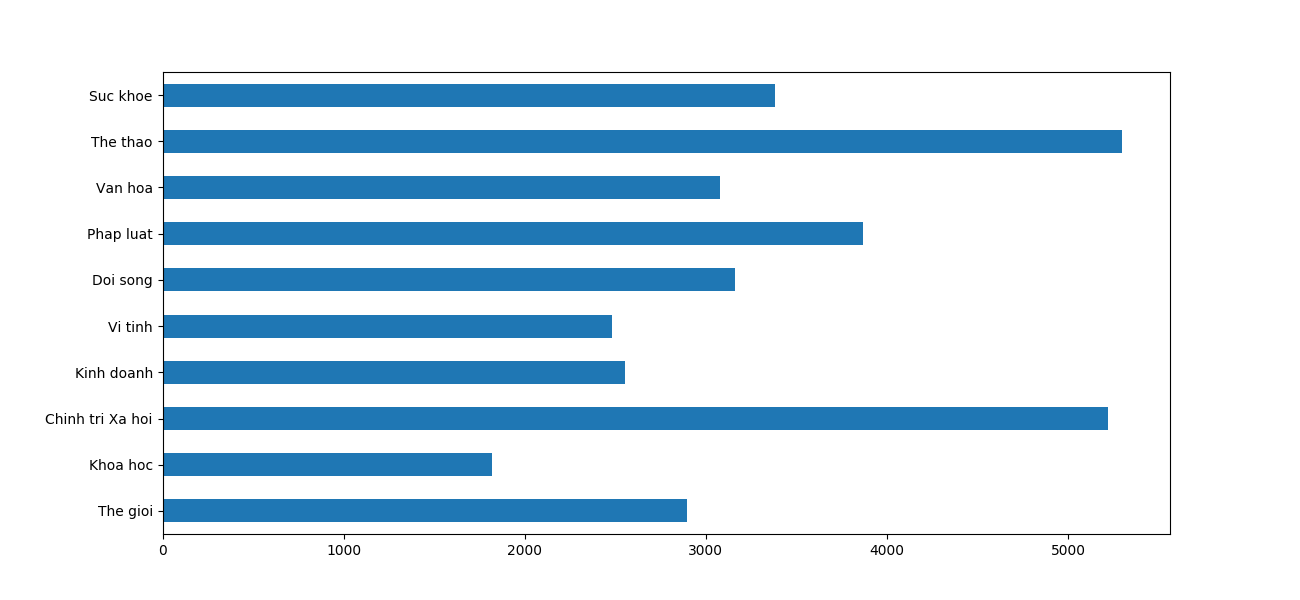 Suc khoe
The thao
Van hoa
Phap luat
Doi song
Vi tinh
Kinh doanh
Chinh tri Xa hoi
Khoa hoc
The gioi
0 1000 2000 3000 4000 5000